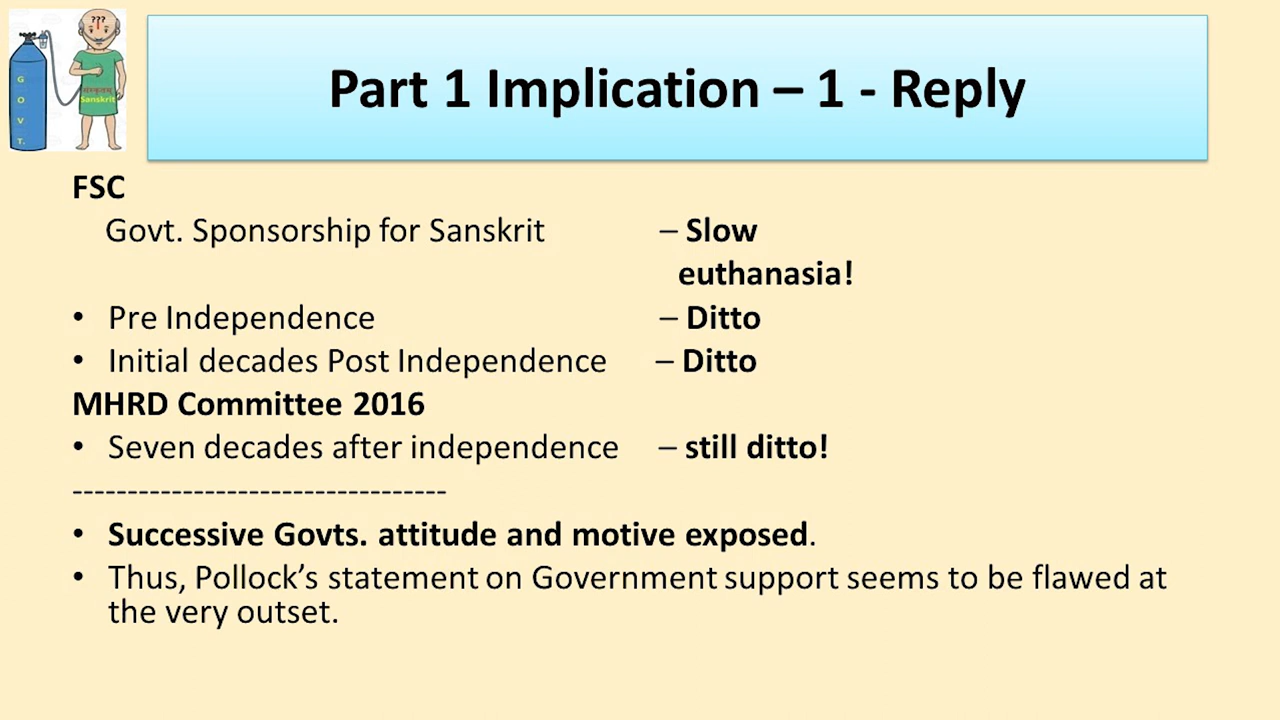 ???
G
O
V
T.
संस्कृतम्
Sanskrit
Part 1 Implication – 1 - Reply
FSC
Govt. Sponsorship for Sanskrit – Slow
euthanasia!
• Pre Independence – Ditto
• Initial decades Post Independence – Ditto
MHRD Committee 2016
• Seven decades after independence – still ditto!
----------------------------------
• Successive Govts. attitude and motive exposed.
• Thus, Pollock’s statement on Government support seems to be flawed at
the very outset.